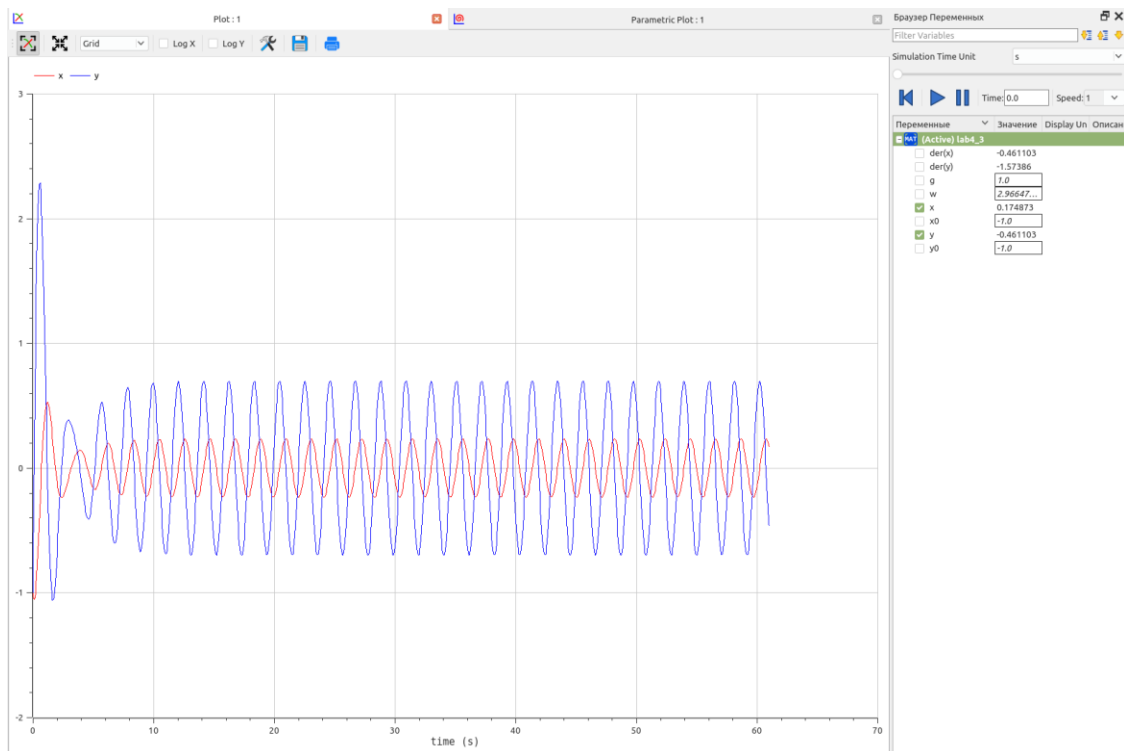 Plot : 1
Parametric Plot : 1
Браузер Переменных
Grid
Log X
Log Y
Filter Variables
Simulation Time Unit
s
Time: 0.0
Speed: 1
x
y
Переменные
Значение
Display Un
Описан
MAT
(Active) lab4_3
der(x)
-0.461103
der(y)
-1.57386
g
1.0
w
2.96647...
x
0.174873
x0
-1.0
y
-0.461103
y0
-1.0
3
2
1
0
-1
-2
0
10
20
30
40
50
60
70
time (s)